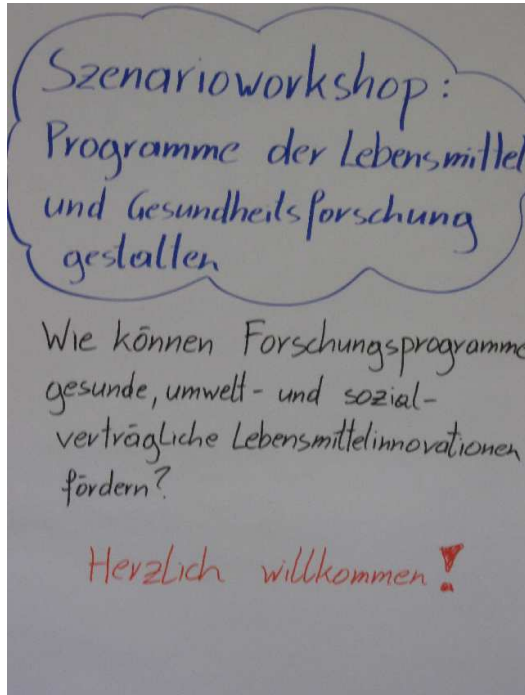 Szenarioworkshop:
Programme der Lebensmittel
und Gesundheitsforschung
gestalten
Wie können Forschungsprogramme
gesunde, umwelt- und sozial-
verträgliche Lebensmittelinnovationen
fördern?
Herzlich willkommen!